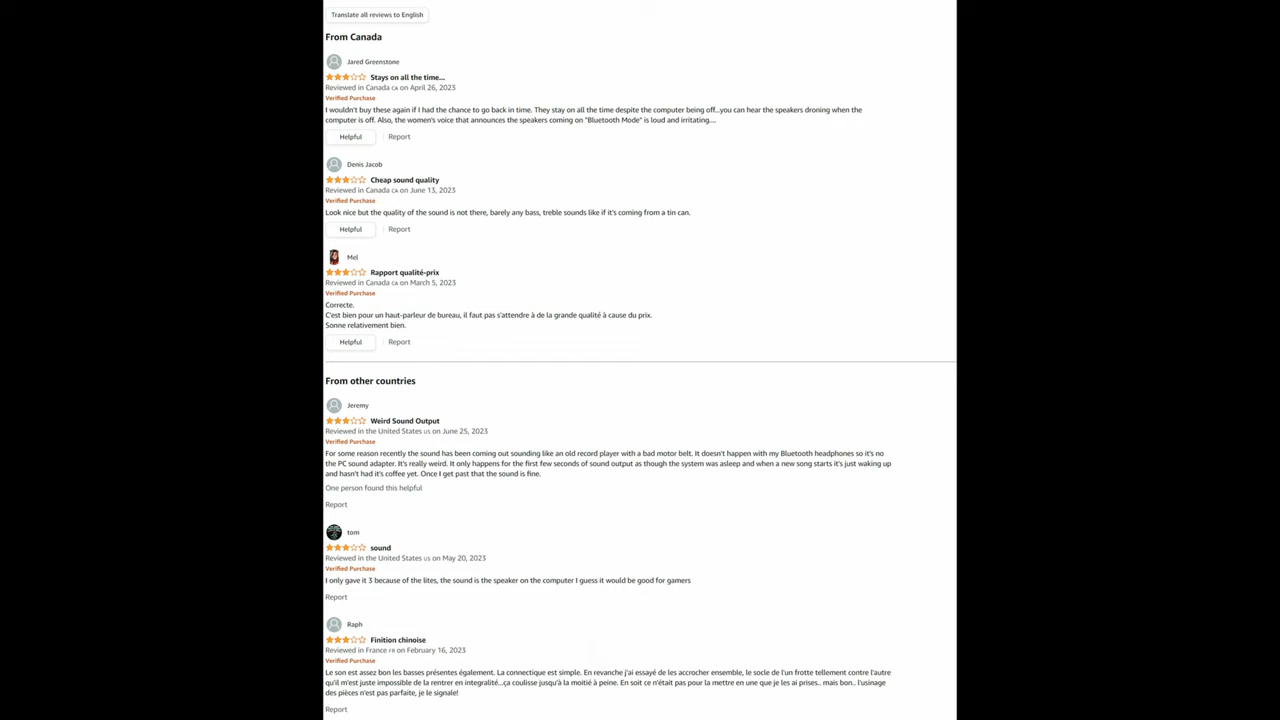 Translate all reviews to English
From Canada
Jared Greenstone
Stays on all the time...
Reviewed in Canada CA on April 26, 2023
Verified Purchase
I wouldn't buy these again if I had the chance to go back in time. They stay on all the time despite the computer being off...you can hear the speakers droning when the
computer is off. Also, the women's voice that announces the speakers coming on "Bluetooth Mode" is loud and irritating....
Helpful Report
Denis Jacob
Cheap sound quality
Reviewed in Canada CA on June 13, 2023
Verified Purchase
Look nice but the quality of the sound is not there, barely any bass, treble sounds like if it's coming from a tin can.
Helpful Report
Mel
Rapport qualité-prix
Reviewed in Canada CA on March 5, 2023
Verified Purchase
Correcte.
C'est bien pour un haut-parleur de bureau, il faut pas s'attendre à de la grande qualité à cause du prix.
Sonne relativement bien.
Helpful Report
From other countries
Jeremy
Weird Sound Output
Reviewed in the United States US on June 25, 2023
Verified Purchase
For some reason recently the sound has been coming out sounding like an old record player with a bad motor belt. It doesn't happen with my Bluetooth headphones so it's no
the PC sound adapter. It's really weird. It only happens for the first few seconds of sound output as though the system was asleep and when a new song starts it's just waking up
and hasn't had it's coffee yet. Once I get past that the sound is fine.
One person found this helpful
Report
tom
sound
Reviewed in the United States US on May 20, 2023
Verified Purchase
I only gave it 3 because of the lites, the sound is the speaker on the computer I guess it would be good for gamers
Report
Raph
Finition chinoise
Reviewed in France FR on February 16, 2023
Verified Purchase
Le son est assez bon les basses présentes également. La connectique est simple. En revanche j'ai essayé de les accrocher ensemble, le socle de l'un frotte tellement contre l'autre
qu'il m'est juste impossible de la rentrer en integralité...ça coulisse jusqu'à la moitié à peine. En soit ce n'était pas pour la mettre en une que je les ai prises.. mais bon.. l'usinage
des pièces n'est pas parfaite, je le signale!
Report